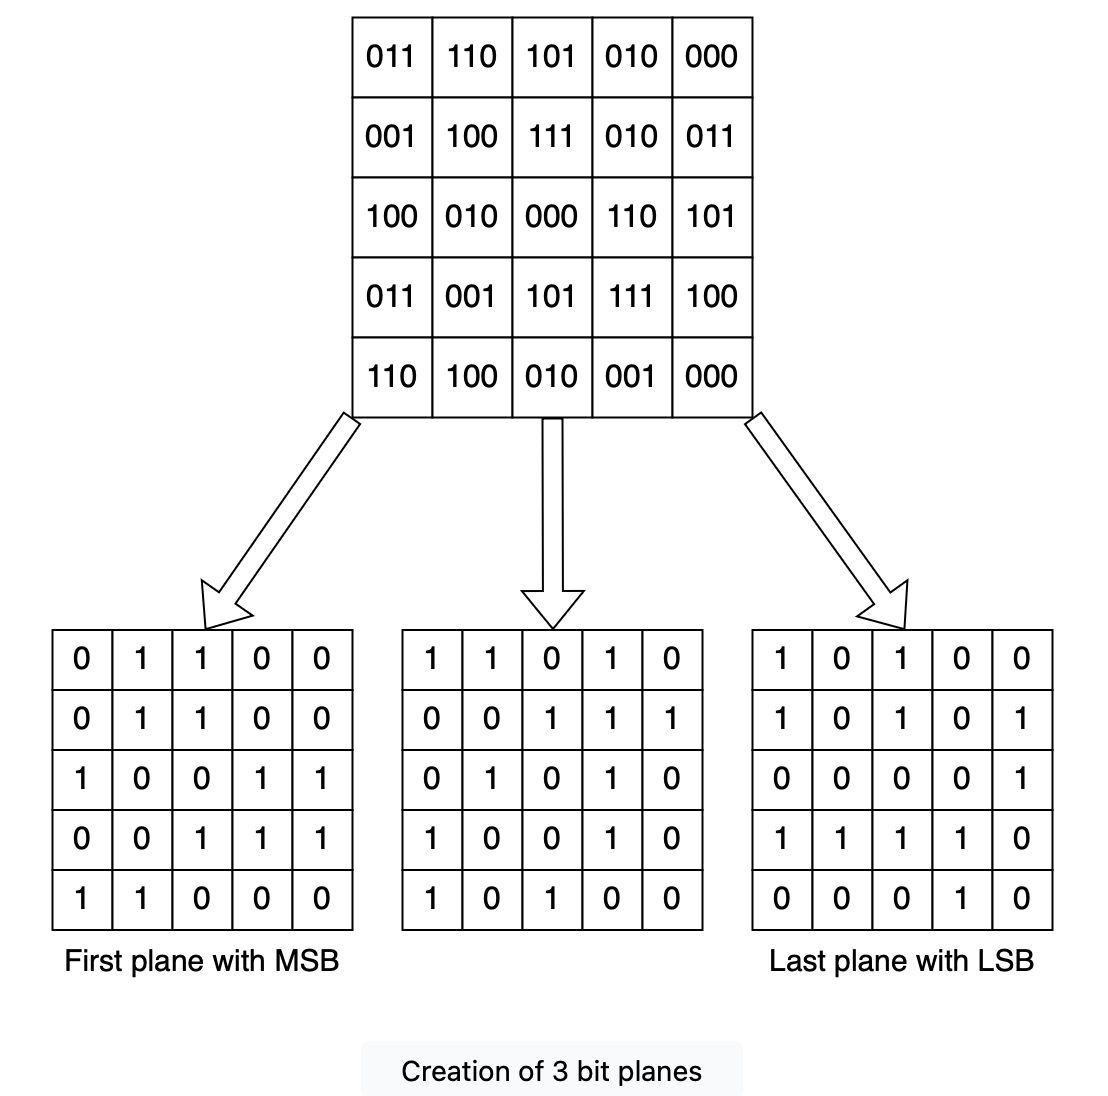 011 110 101 010 000
001 100 111 010 011
100 010 000 110 101
011 001 101 111 100
110 100 010 001 000
0 1 1 0 0
0 1 1 0 0
1 0 0 1 1
0 0 1 1 1
1 1 0 0 0
First plane with MSB
1 1 0 1 0
0 0 1 1 1
0 1 0 1 0
1 0 0 1 0
1 0 1 0 0
1 0 1 0 0
1 0 1 0 1
0 0 0 0 1
1 1 1 1 0
0 0 0 1 0
Last plane with LSB
Creation of 3 bit planes